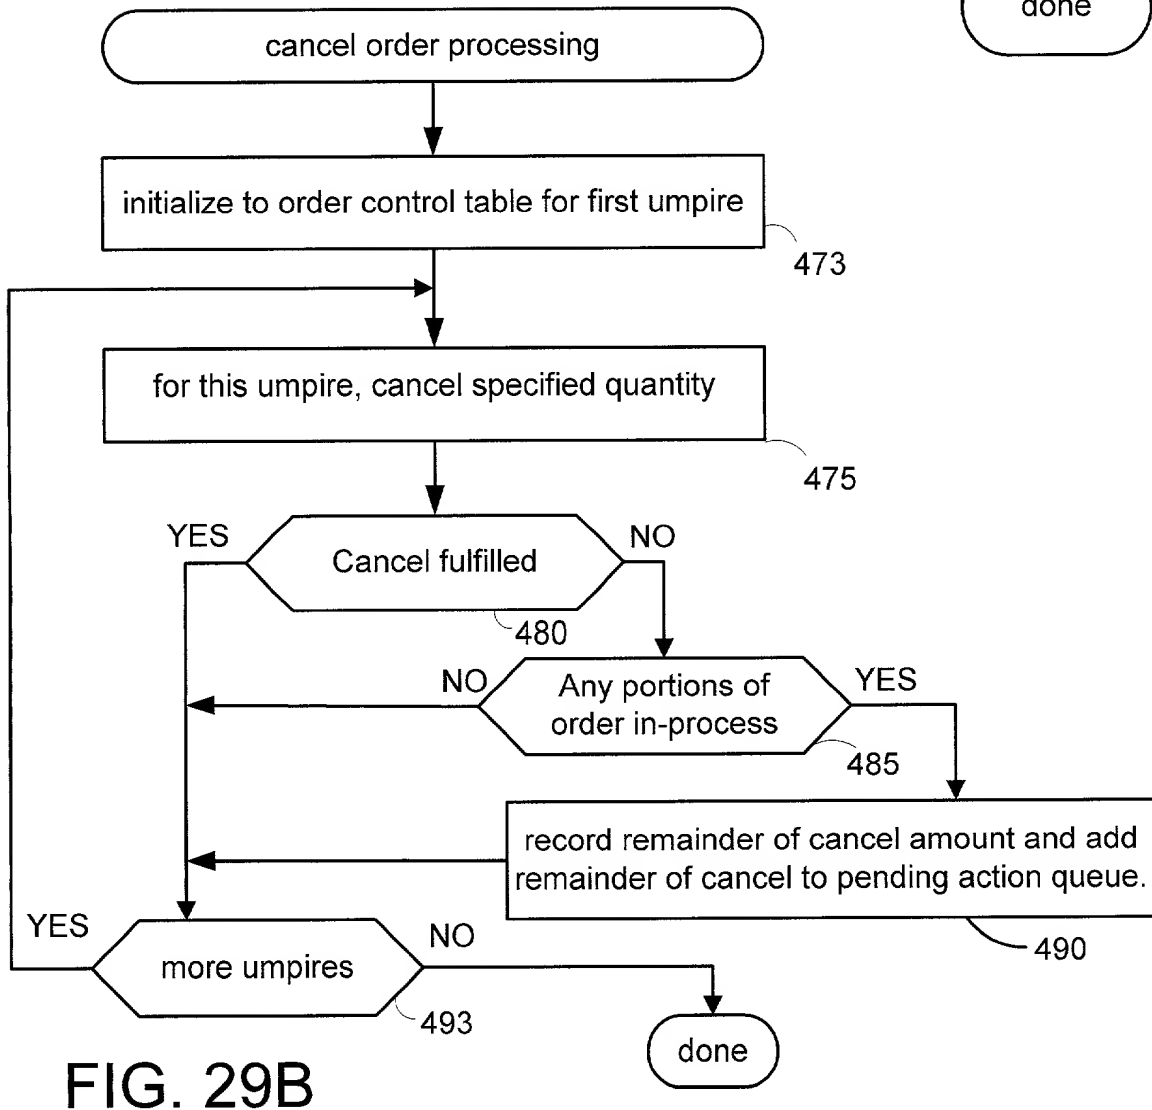 done
cancel order processing
initialize to order control table for first umpire
473
for this umpire, cancel specified quantity
475
YES
NO
Cancel fulfilled
480
NO
Any portions of
order in-process
YES
485
record remainder of cancel amount and add
remainder of cancel to pending action queue.
490
YES
more umpires
NO
493
done
FIG. 29B